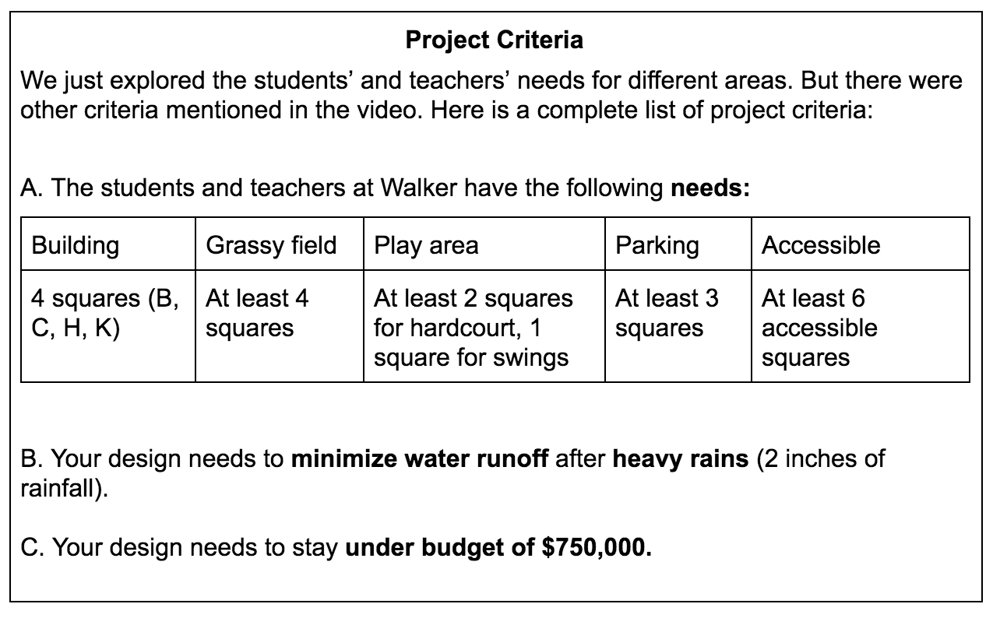 Project Criteria
We just explored the students’ and teachers’ needs for different areas. But there were
other criteria mentioned in the video. Here is a complete list of project criteria:
A. The students and teachers at Walker have the following needs:
Building
Grassy field
Play area
Parking
Accessible
4 squares (B,
C, H, K)
At least 4
squares
At least 2 squares
for hardcourt, 1
square for swings
At least 3
squares
At least 6
accessible
squares
B. Your design needs to minimize water runoff after heavy rains (2 inches of
rainfall).
C. Your design needs to stay under budget of $750,000.